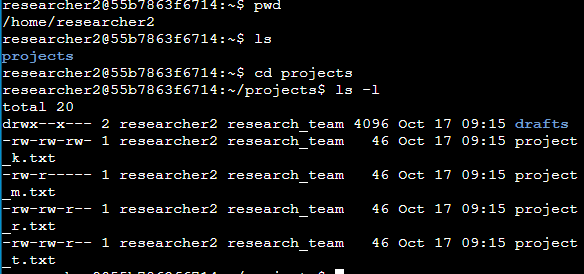 researcher2@55b7863f6714:~$ pwd
/home/researcher2
researcher2@55b7863f6714:~$ ls
projects
researcher2@55b7863f6714:~$ cd projects
researcher2@55b7863f6714:~/projects$ ls -l
total 20
drwx--x--- 2 researcher2 research_team 4096 Oct 17 09:15 drafts
-rw-rw-rw- 1 researcher2 research_team   46 Oct 17 09:15 project
_k.txt
-rw-r----- 1 researcher2 research_team   46 Oct 17 09:15 project
_m.txt
-rw-rw-r-- 1 researcher2 research_team   46 Oct 17 09:15 project
_r.txt
-rw-rw-r-- 1 researcher2 research_team   46 Oct 17 09:15 project
_t.txt
researcher2@55b7863f6714:~/projects$